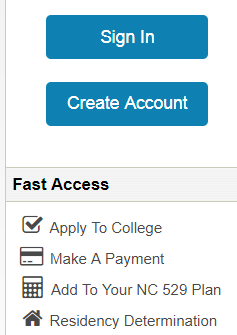 Sign In
Create Account
Fast Access
Apply To College
Make A Payment
Add To Your NC 529 Plan
Residency Determination